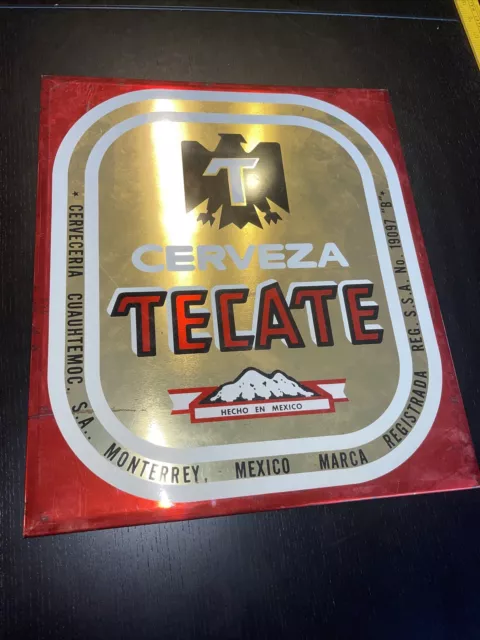 T
CERVEZA
TECATE
HECHO EN MEXICO
* CERVECERIA CUAUHTEMOC, S.A., MONTERREY, MEXICO MARCA REGISTRADA REG. S.S.A. No. 19097 "B" *